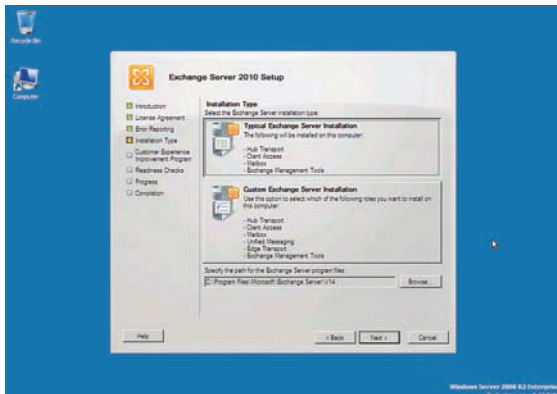 Recycle Bin
Computer
Exchange Server 2010 Setup
Introduction
License Agreement
Error Reporting
Installation Type
Customer Experience
Improvement Program
Readiness Checks
Progress
Completion
Installation Type
Select the Exchange Server installation type:
Typical Exchange Server Installation
The following will be installed on this computer:
- Hub Transport
- Client Access
- Mailbox
- Exchange Management Tools
Custom Exchange Server Installation
Use this option to select which of the following roles you want to install on
this computer:
- Hub Transport
- Client Access
- Mailbox
- Unified Messaging
- Edge Transport
- Exchange Management Tools
Specify the path for the Exchange Server program files:
C:\Program Files\Microsoft\Exchange Server\V14
Browse...
Help
< Back
Next >
Cancel
Windows Server 2008 R2 Enterprise